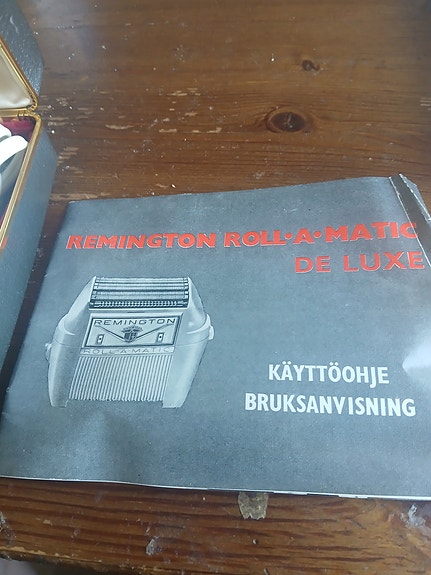 REMINGTON ROLL•A•MATIC
DE LUXE
REMINGTON
ROLL-A-MATIC
KÄYTTÖOHJE
BRUKSANVISNING